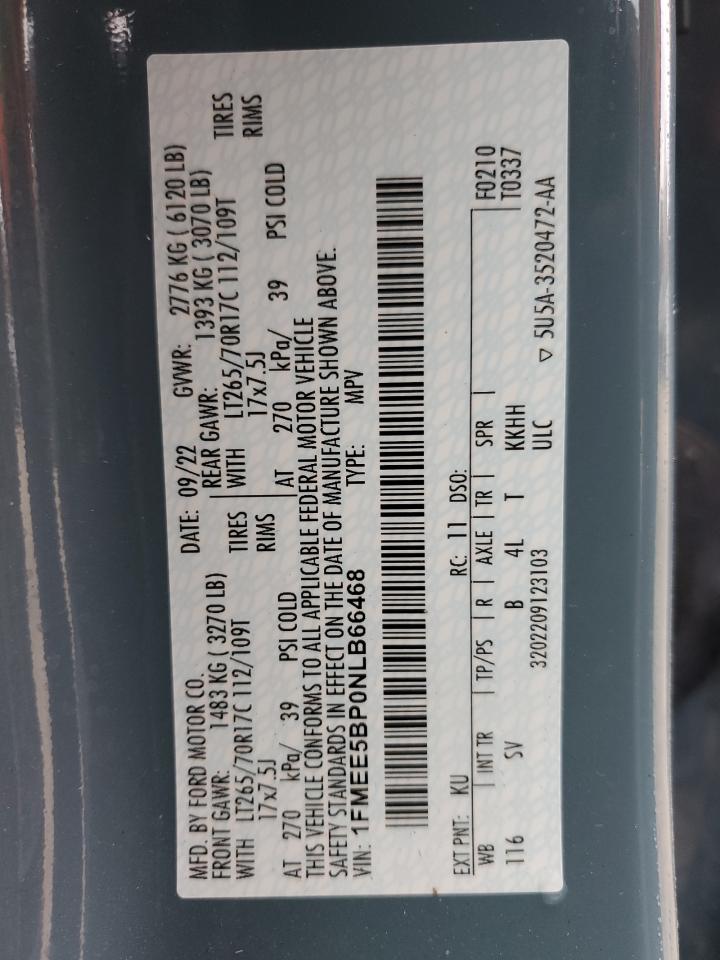 MFD. BY FORD MOTOR CO. DATE: 09/22 GVWR: 2776 KG ( 6120 LB)
FRONT GAWR: 1483 KG ( 3270 LB) REAR GAWR: 1393 KG ( 3070 LB)
WITH LT265/70R17C 112/109T TIRES WITH LT265/70R17C 112/109T TIRES
17x7.5J RIMS 17x7.5J RIMS
AT 270 kPa/ 39 PSI COLD AT 270 kPa/ 39 PSI COLD
THIS VEHICLE CONFORMS TO ALL APPLICABLE FEDERAL MOTOR VEHICLE
SAFETY STANDARDS IN EFFECT ON THE DATE OF MANUFACTURE SHOWN ABOVE.
VIN: 1FMEE5BP0NLB66468 TYPE: MPV
EXT PNT: KU RC: 11 DSO: F0210
WB INT TR TP/PS R AXLE TR SPR T0337
116 SV B 4L T KKHH
3202209123103 ULC ▽ 5U5A-3520472-AA